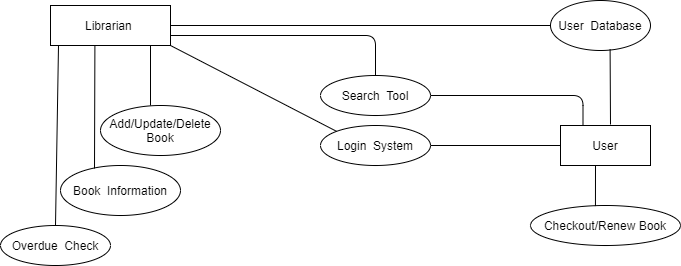 Librarian
User Database
Search Tool
Add/Update/Delete
Book
Login System
User
Book Information
Checkout/Renew Book
Overdue Check